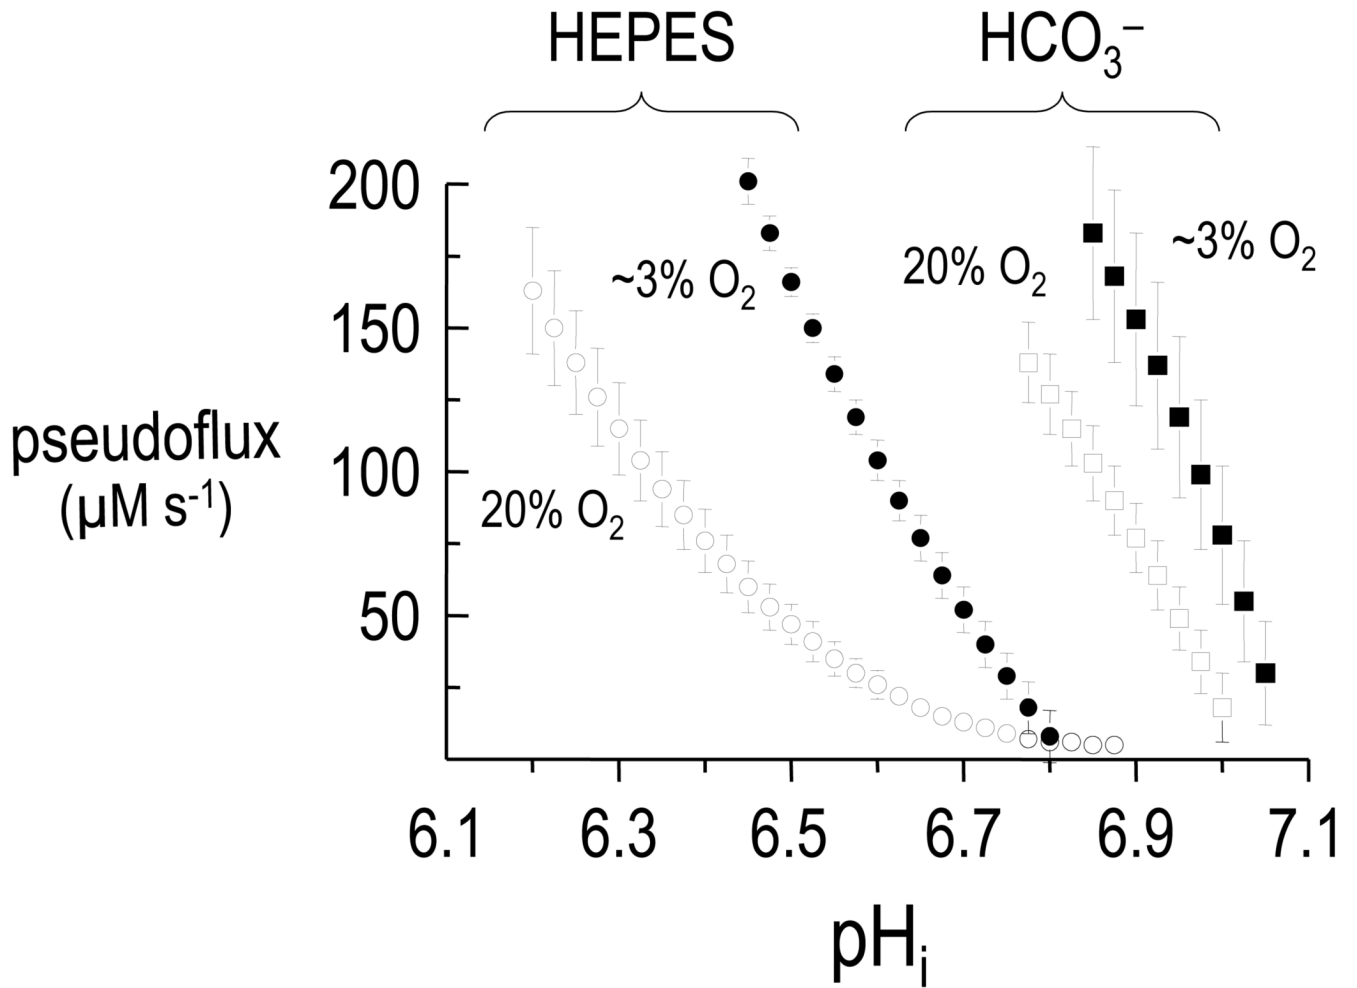 HEPES
HCO₃⁻
200
150
100
50
pseudoflux
(µM s⁻¹)
20% O₂
~3% O₂
20% O₂
~3% O₂
6.1 6.3 6.5 6.7 6.9 7.1
pHᵢ